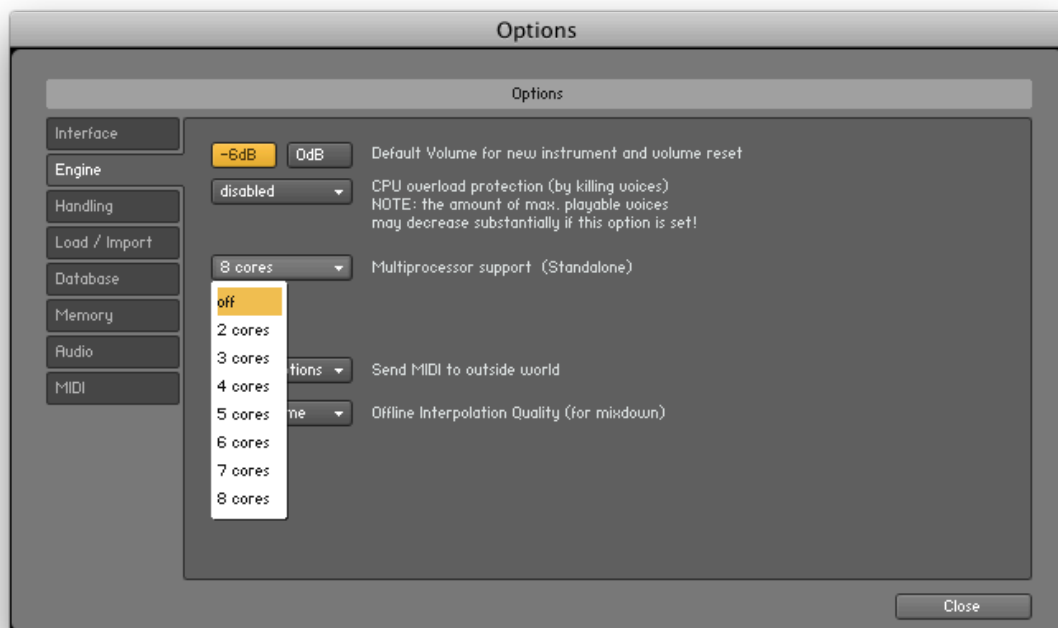 Options
Options
Interface
Engine
Handling
Load / Import
Database
Memory
Audio
MIDI
-6dB 0dB Default Volume for new instrument and volume reset
disabled CPU overload protection (by killing voices)
NOTE: the amount of max. playable voices
may decrease substantially if this option is set!
8 cores Multiprocessor support (Standalone)
off
2 cores
3 cores
4 cores
5 cores
6 cores
7 cores
8 cores
tions Send MIDI to outside world
me Offline Interpolation Quality (for mixdown)
Close